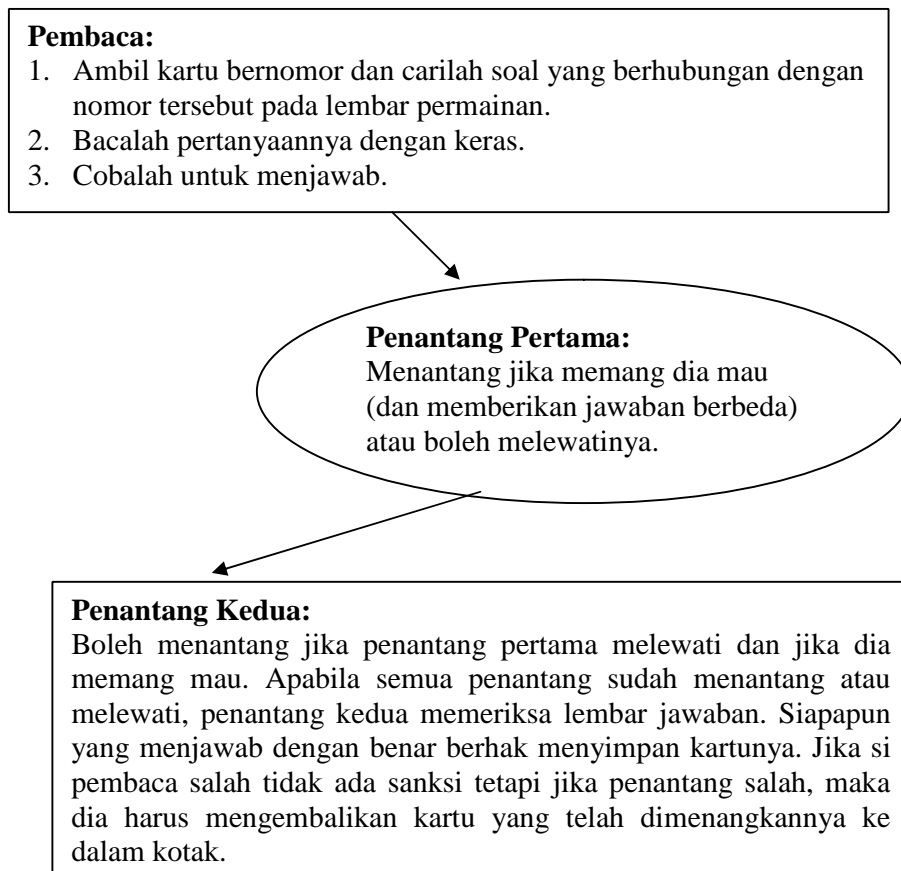 Pembaca:
1. Ambil kartu bernomor dan carilah soal yang berhubungan dengan
nomor tersebut pada lembar permainan.
2. Bacalah pertanyaannya dengan keras.
3. Cobalah untuk menjawab.
Penantang Pertama:
Menantang jika memang dia mau
(dan memberikan jawaban berbeda)
atau boleh melewatinya.
Penantang Kedua:
Boleh menantang jika penantang pertama melewati dan jika dia
memang mau. Apabila semua penantang sudah menantang atau
melewati, penantang kedua memeriksa lembar jawaban. Siapapun
yang menjawab dengan benar berhak menyimpan kartunya. Jika si
pembaca salah tidak ada sanksi tetapi jika penantang salah, maka
dia harus mengembalikan kartu yang telah dimenangkannya ke
dalam kotak.